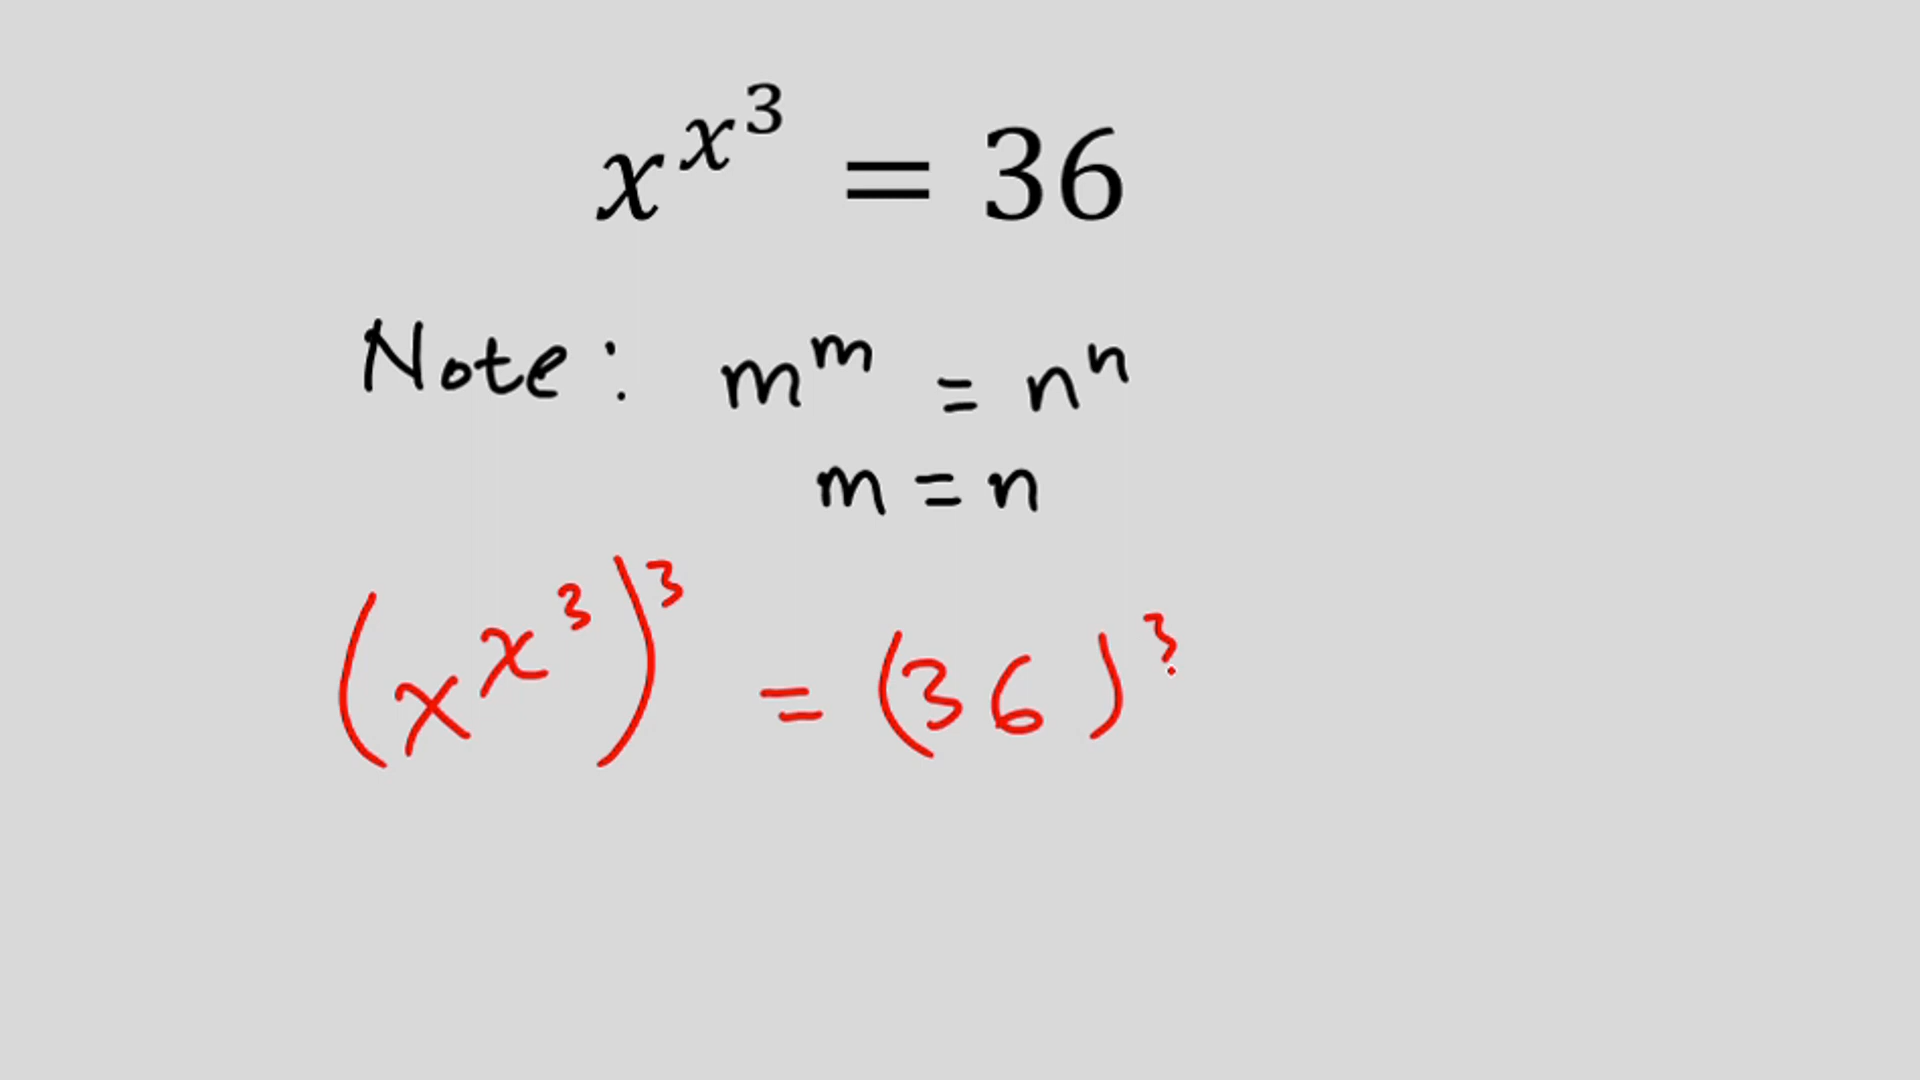 x^{x^3} = 36
Note : m^m = n^n
m = n
(x^{x^3})^3 = (36)^3